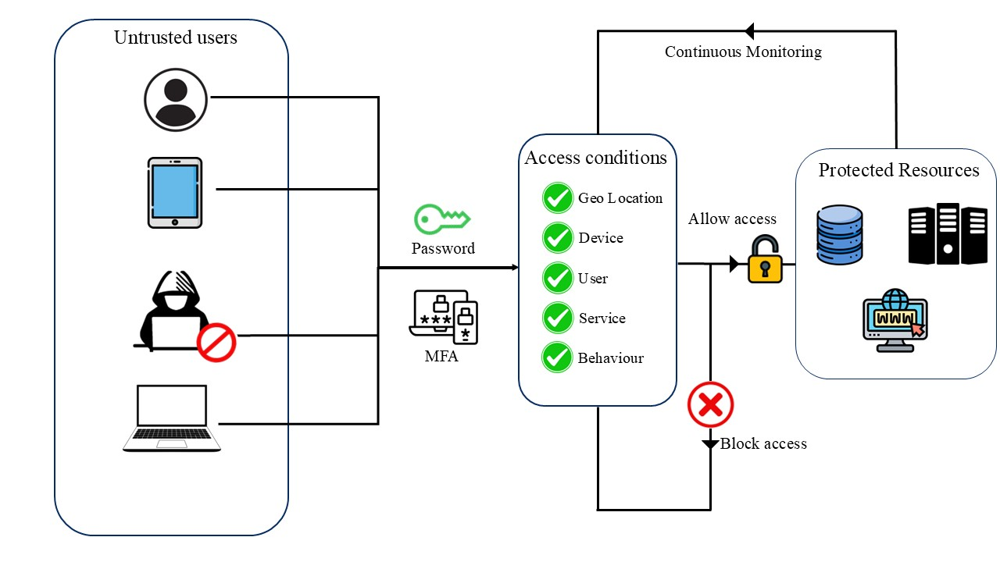 Untrusted users
Continuous Monitoring
Access conditions
Protected Resources
Geo Location
Allow access
Device
Password
User
***
*
WWW
Service
MFA
Behaviour
Block access